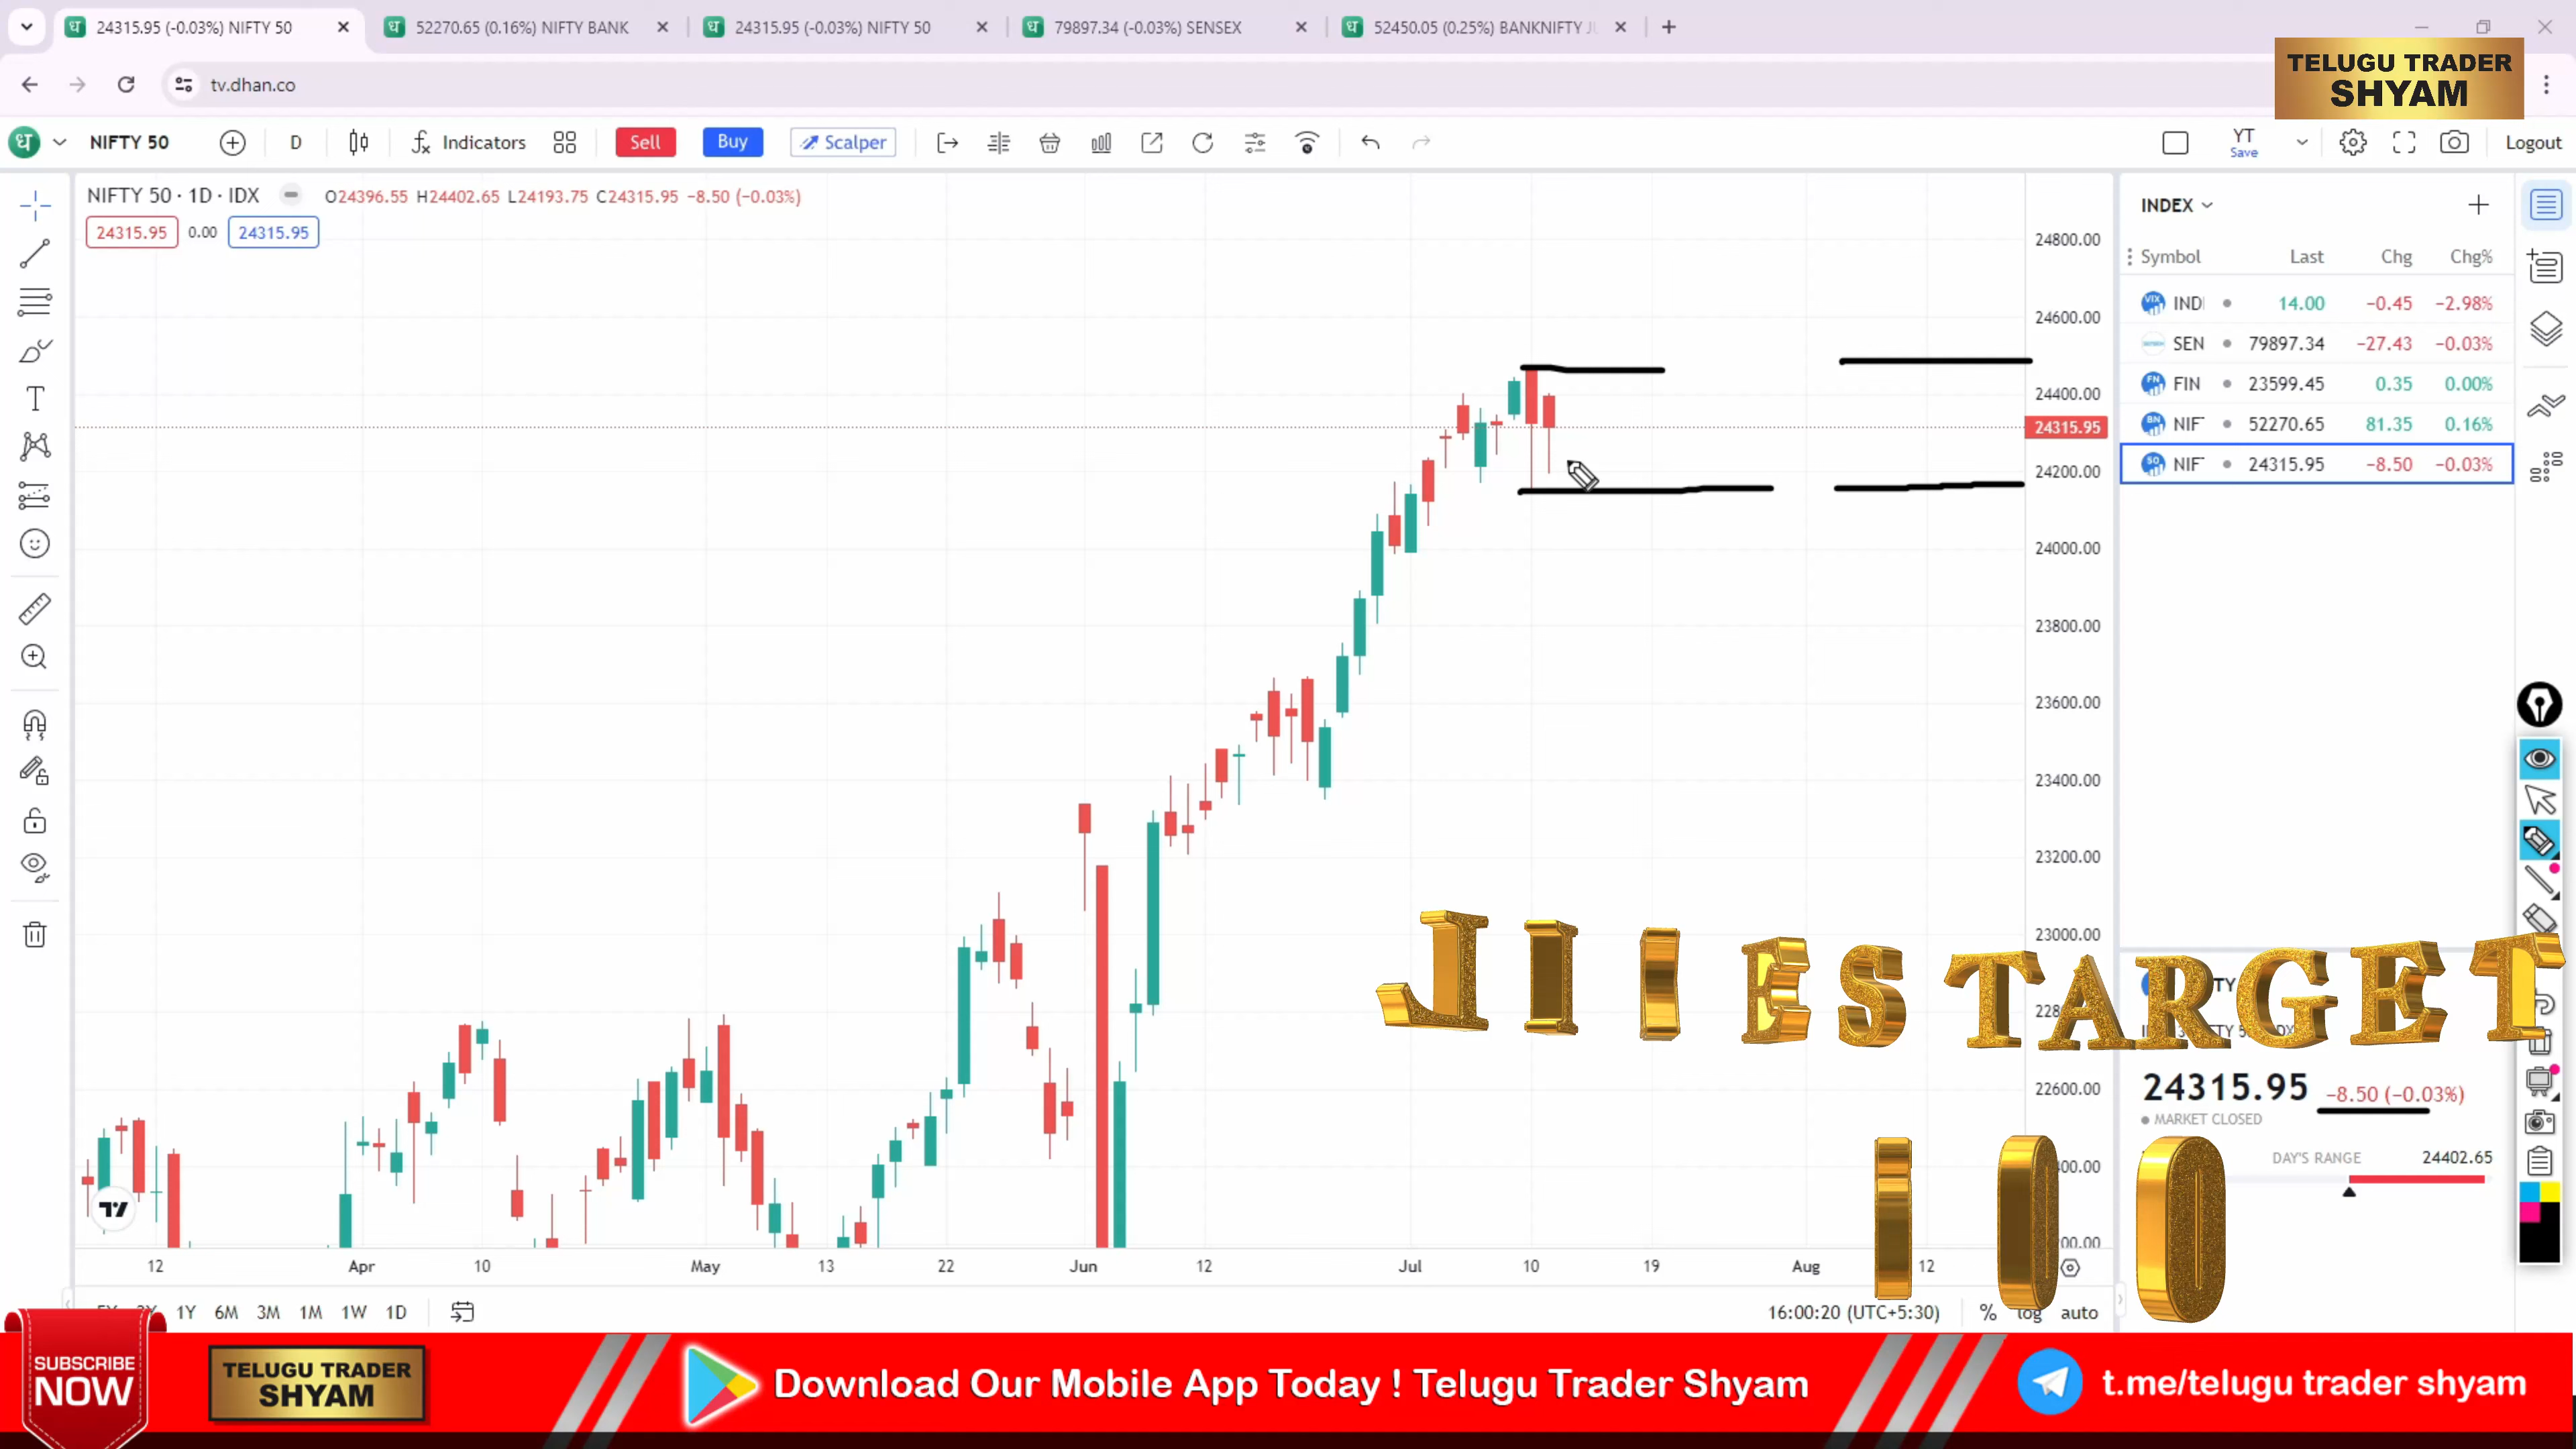 24315.95 (-0.03%) NIFTY 50
52270.65 (0.16%) NIFTY BANK
24315.95 (-0.03%) NIFTY 50
79897.34 (-0.03%) SENSEX
52450.05 (0.25%) BANKNIFTY
tv.dhan.co
TELUGU TRADER
SHYAM
NIFTY 50
D
Indicators
Sell
Buy
Scalper
YT
Save
Logout
NIFTY 50 · 1D · IDX
O24396.55 H24402.65 L24193.75 C24315.95 −8.50 (−0.03%)
24315.95 0.00 24315.95
INDEX
Symbol Last Chg Chg%
IND 14.00 −0.45 −2.98%
SEN 79897.34 −27.43 −0.03%
FIN 23599.45 0.35 0.00%
NIF 52270.65 81.35 0.16%
NIF 24315.95 −8.50 −0.03%
24800.00
24600.00
24400.00
24315.95
24200.00
24000.00
23800.00
23600.00
23400.00
23200.00
23000.00
22600.00
TARGET
100
24315.95 −8.50 (−0.03%)
MARKET CLOSED
DAY'S RANGE 24402.65
12 Apr 10 May 13 22 Jun 12 Jul 10 19 Aug 12
1Y 6M 3M 1M 1W 1D
16:00:20 (UTC+5:30) % log auto
SUBSCRIBE
NOW
TELUGU TRADER
SHYAM
Download Our Mobile App Today ! Telugu Trader Shyam
t.me/telugu trader shyam